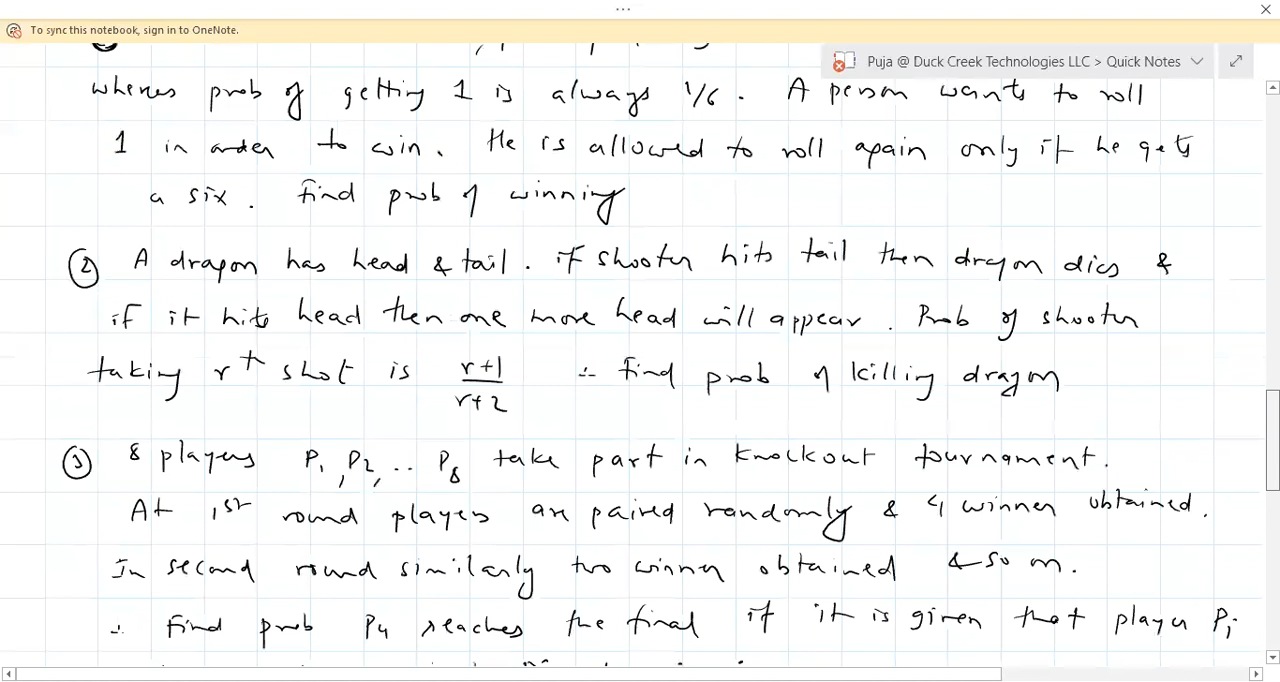 To sync this notebook, sign in to OneNote.
Puja @ Duck Creek Technologies LLC > Quick Notes
wheres prob of getting 1 is always 1/6. A person wants to roll
1 in order to win. He is allowed to roll again only if he gets
a six. find prob of winning
② A dragon has head & tail. if shooter hits tail then dragon dies &
if it hits head then one more head will appear. Prob of shooter
taking rth shot is (r+1)/(r+2) ∴ find prob of killing dragon
③ 8 players P1, P2, .. P8 take part in knockout tournament.
At 1st round players are paired randomly & 4 winner obtained.
In second round similarly two winner obtained & so on.
∴ find prob P4 reaches the final if it is given that player Pi